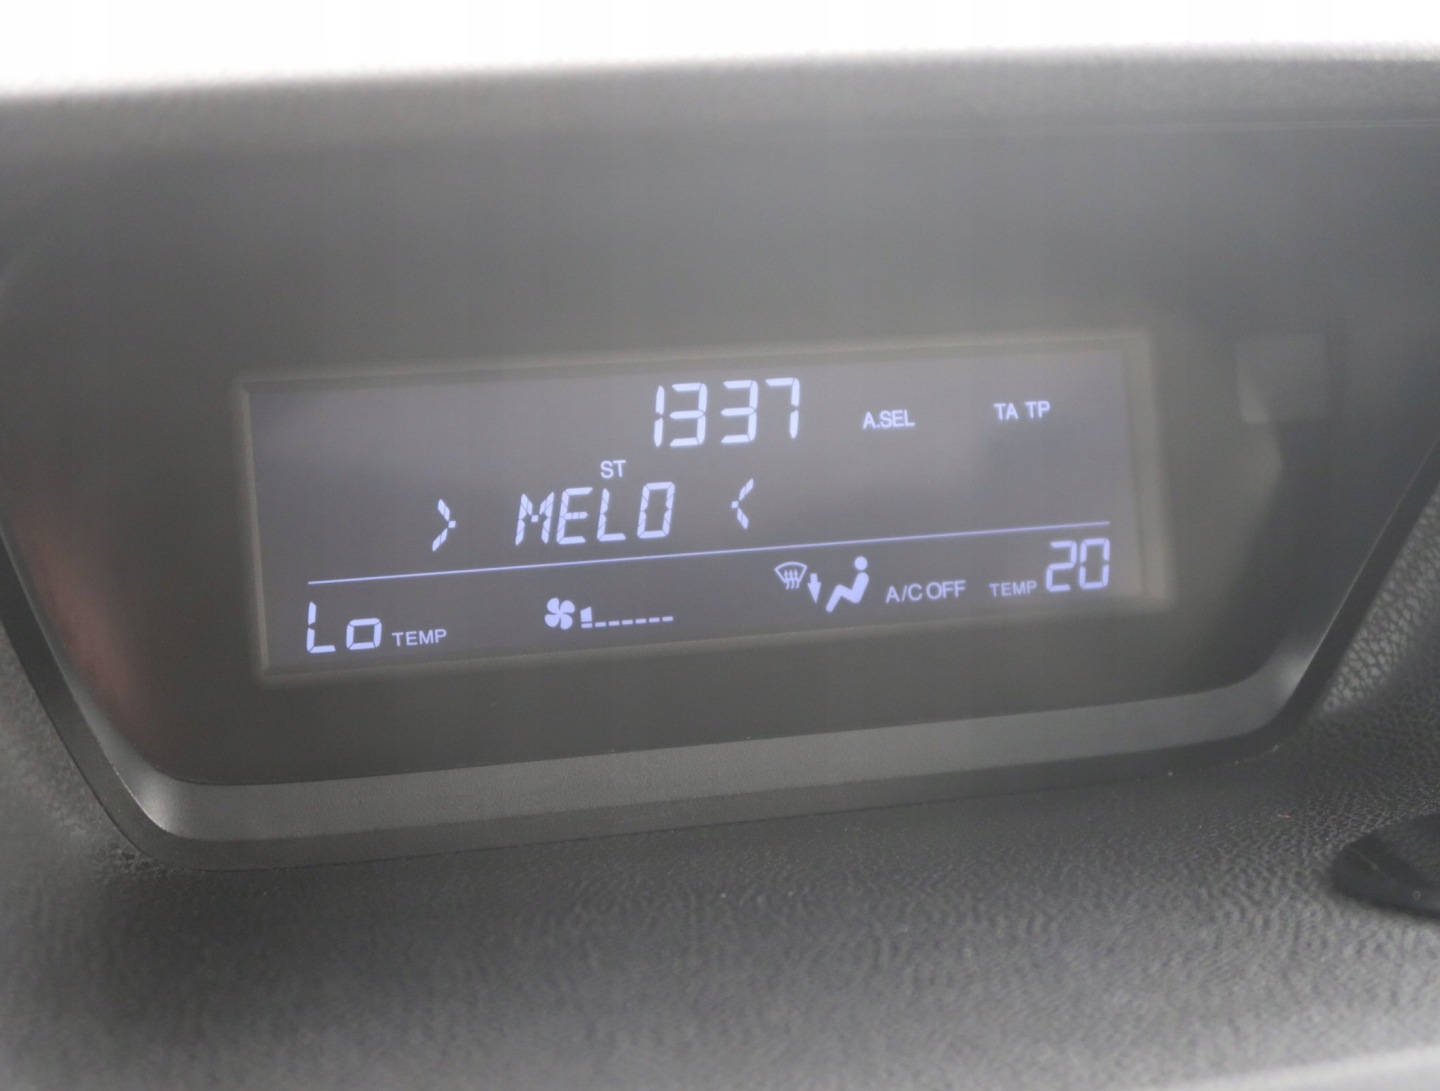 1337 A.SEL TA TP
ST
> MELO <
Lo TEMP A/C OFF TEMP 20